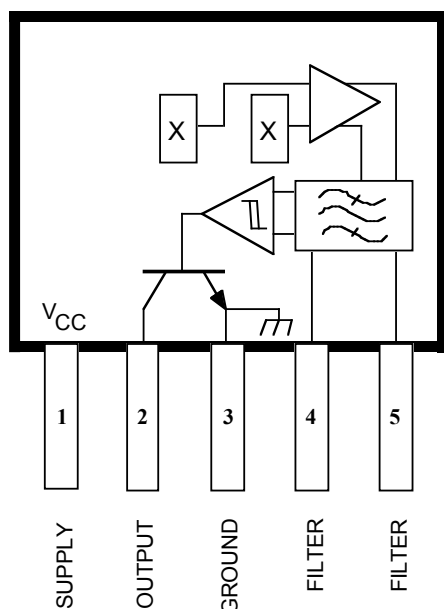 X X
VCC
1 2 3 4 5
SUPPLY
OUTPUT
GROUND
FILTER
FILTER